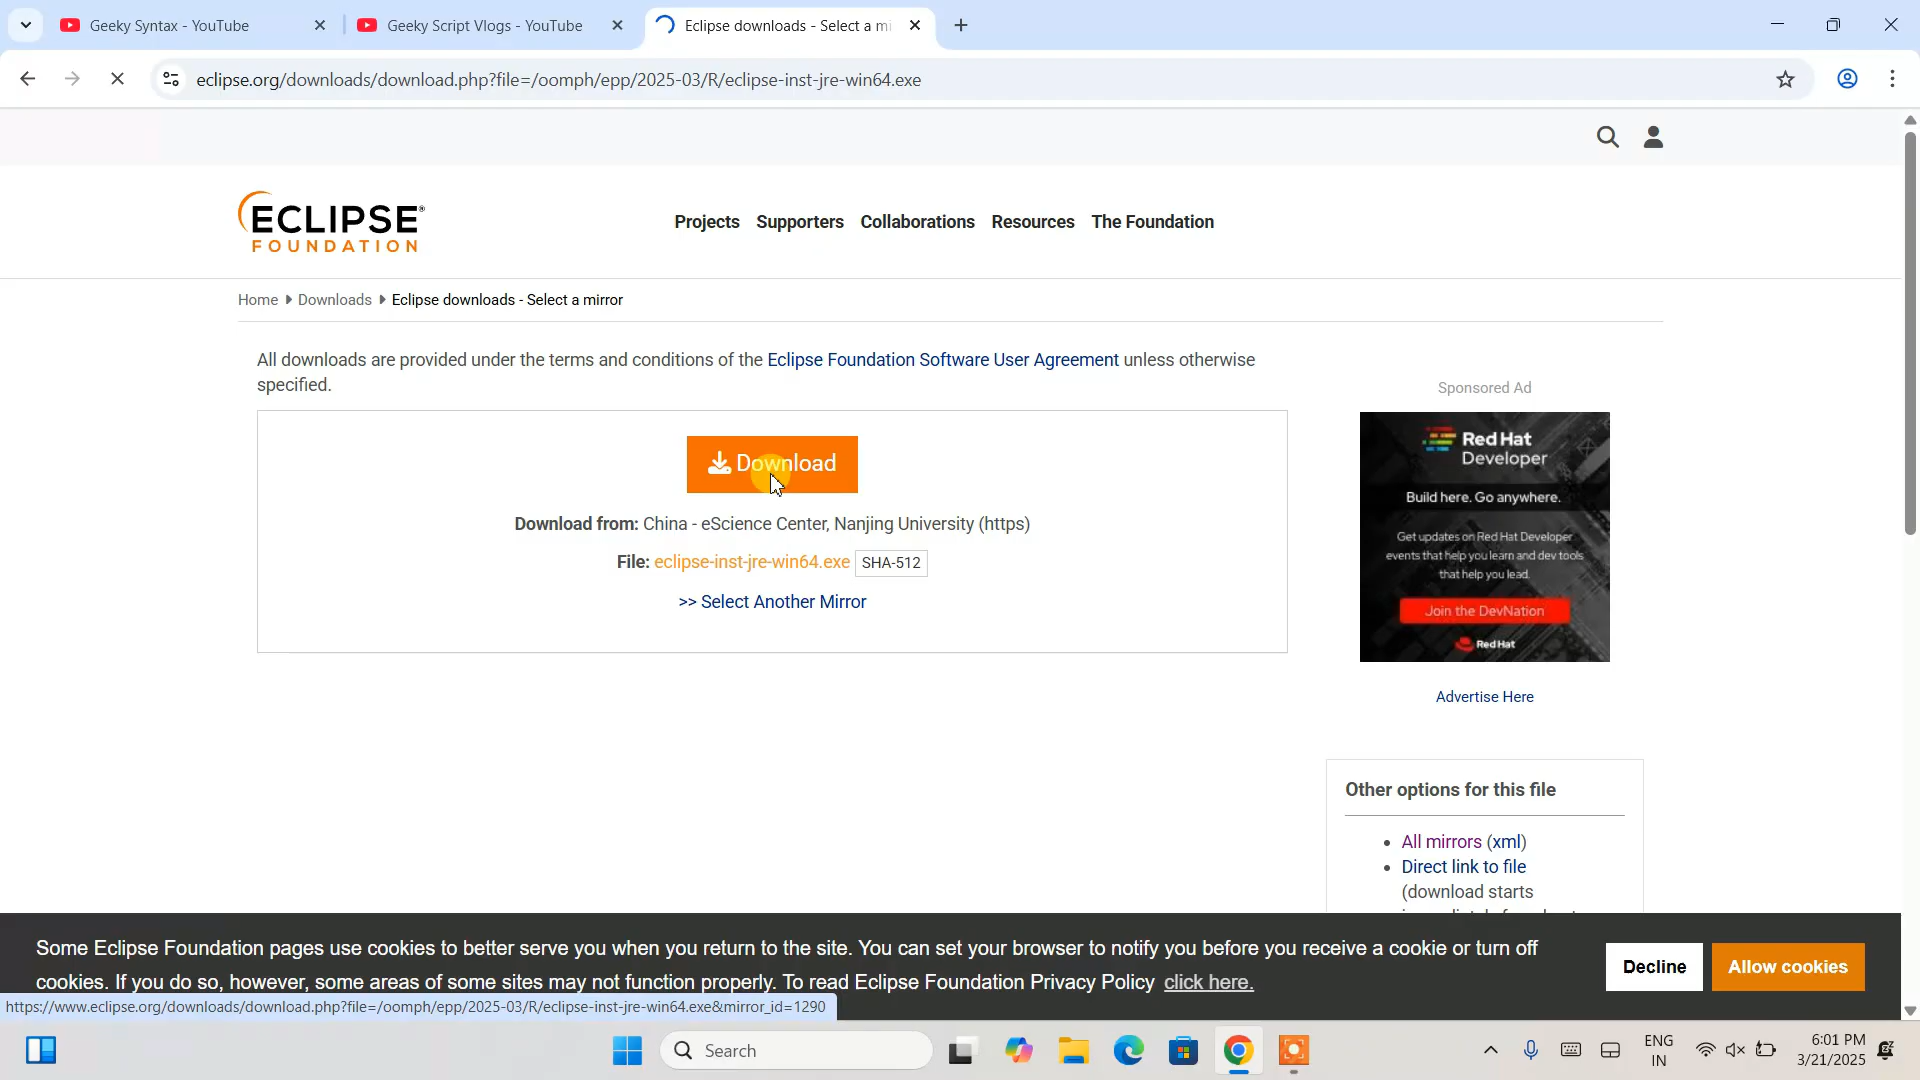 Geeky Syntax - YouTube
Geeky Script Vlogs - YouTube
Eclipse downloads - Select a mi
eclipse.org/downloads/download.php?file=/oomph/epp/2025-03/R/eclipse-inst-jre-win64.exe
ECLIPSE®
FOUNDATION
Projects Supporters Collaborations Resources The Foundation
Home Downloads Eclipse downloads - Select a mirror
All downloads are provided under the terms and conditions of the Eclipse Foundation Software User Agreement unless otherwise
specified.
Download
Download from: China - eScience Center, Nanjing University (https)
File: eclipse-inst-jre-win64.exe SHA-512
>> Select Another Mirror
Sponsored Ad
Red Hat
Developer
Build here. Go anywhere.
Get updates on Red Hat Developer
events that help you learn and dev tools
that help you lead.
Join the DevNation
Red Hat
Advertise Here
Other options for this file
All mirrors (xml)
Direct link to file
(download starts
Some Eclipse Foundation pages use cookies to better serve you when you return to the site. You can set your browser to notify you before you receive a cookie or turn off
cookies. If you do so, however, some areas of some sites may not function properly. To read Eclipse Foundation Privacy Policy click here.
Decline
Allow cookies
https://www.eclipse.org/downloads/download.php?file=/oomph/epp/2025-03/R/eclipse-inst-jre-win64.exe&mirror_id=1290
Search
ENG
IN
6:01 PM
3/21/2025